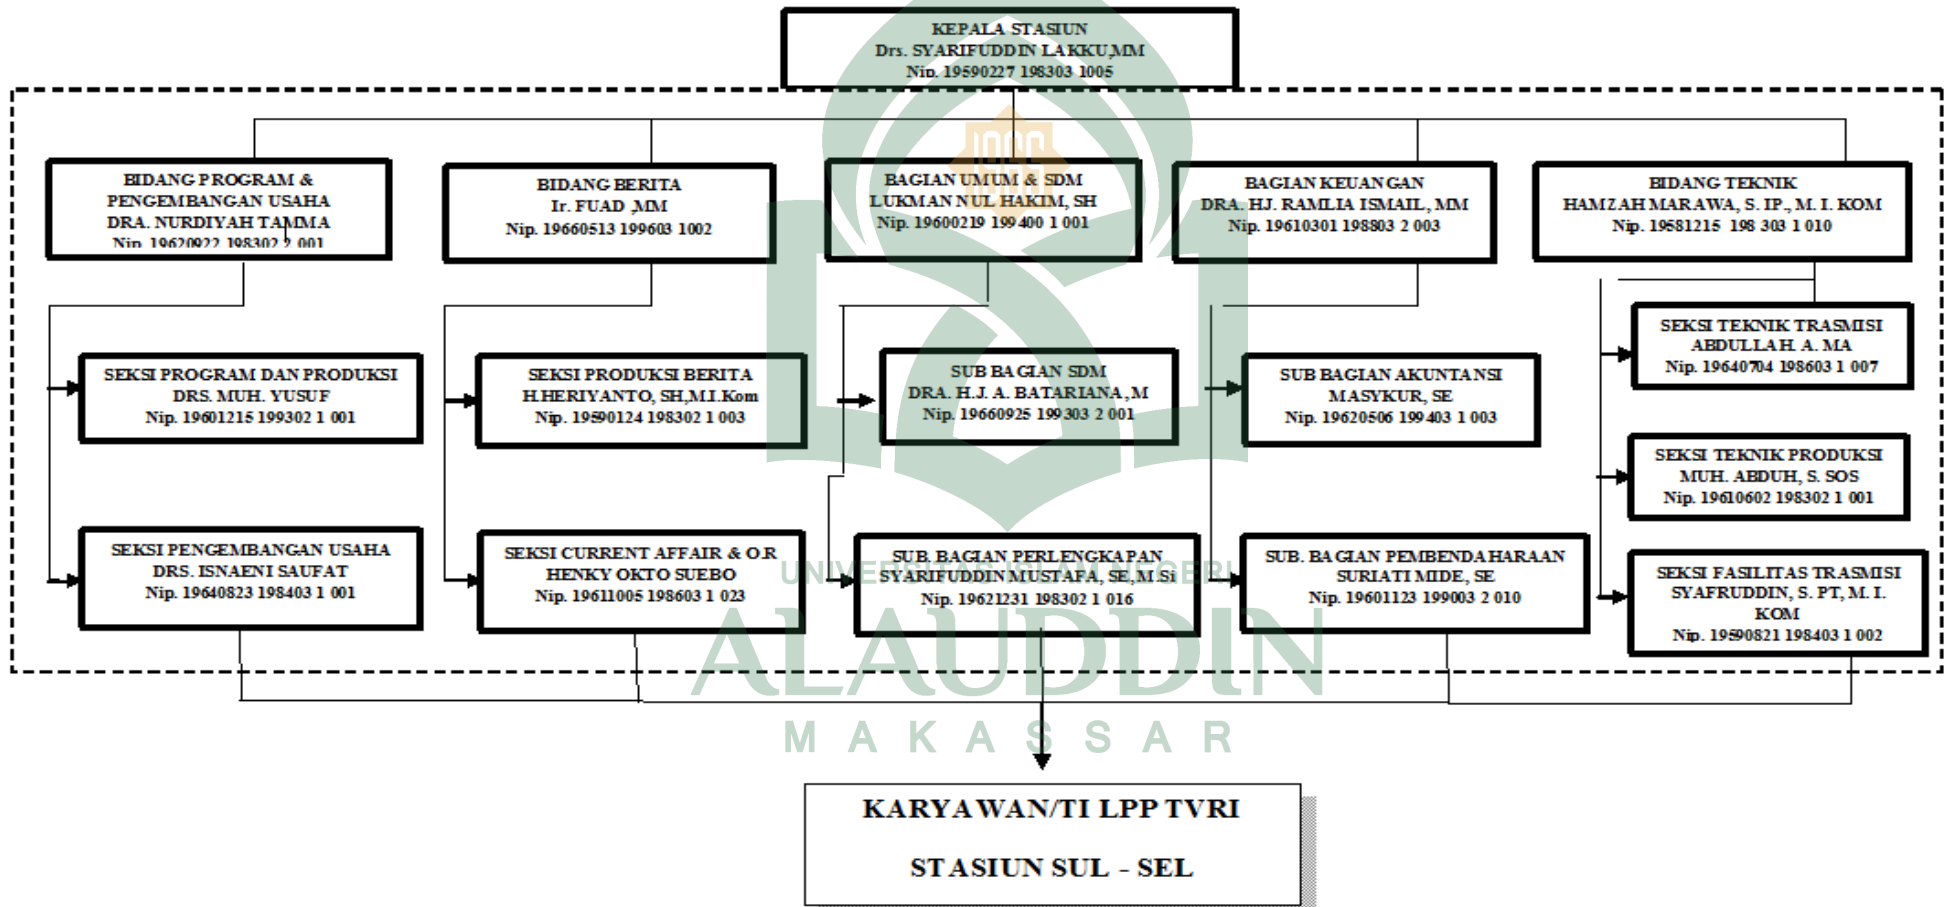 KEPALA STASIUN
Drs. SYARIFUDDIN LAKKU,MM
Nip. 19590227 198303 1005
BIDANG PROGRAM &
PENGEMBANGAN USAHA
DRA. NURDIYAH TAMMA
Nip. 19620922 198302 2 001
BIDANG BERITA
Ir. FUAD ,MM
Nip. 19660513 199603 1002
BAGIAN UMUM & SDM
LUKMAN NUL HAKIM, SH
Nip. 19600219 199400 1 001
BAGIAN KEUANGAN
DRA. HJ. RAMLIA ISMAIL, MM
Nip. 19610301 198803 2 003
BIDANG TEKNIK
HAMZAH MARAWA, S. IP., M. I. KOM
Nip. 19581215 198 303 1 010
SEKSI PROGRAM DAN PRODUKSI
DRS. MUH. YUSUF
Nip. 19601215 199302 1 001
SEKSI PRODUKSI BERITA
H.HERIYANTO, SH,M.I.Kom
Nip. 19590124 198302 1 003
SUB BAGIAN SDM
DRA. H.J. A. BATARIANA, M
Nip. 19660925 199303 2 001
SUB BAGIAN AKUNTANSI
MASYKUR, SE
Nip. 19620506 199403 1 003
SEKSI TEKNIK TRASMISI
ABDULLAH. A. MA
Nip. 19640704 198603 1 007
SEKSI TEKNIK PRODUKSI
MUH. ABDUH, S. SOS
Nip. 19610602 198302 1 001
SEKSI PENGEMBANGAN USAHA
DRS. ISNAENI SAUFAT
Nip. 19640823 198403 1 001
SEKSI CURRENT AFFAIR & O.R
HENKY OKTO SUEBO
Nip. 19611005 198603 1 023
SUB. BAGIAN PERLENGKAPAN
SYARIFUDDIN MUSTAFA, SE,M.Si
Nip. 19621231 198302 1 016
SUB. BAGIAN PEMBENDAHARAAN
SURIATI MIDE, SE
Nip. 19601123 199003 2 010
SEKSI FASILITAS TRASMISI
SYAFRUDDIN, S. PT, M. I.
KOM
Nip. 19590821 198403 1 002
UNIVERSITAS ISLAM NEGERI
ALAUDDIN
MAKASSAR
KARYAWAN/TI LPP TVRI
STASIUN SUL - SEL